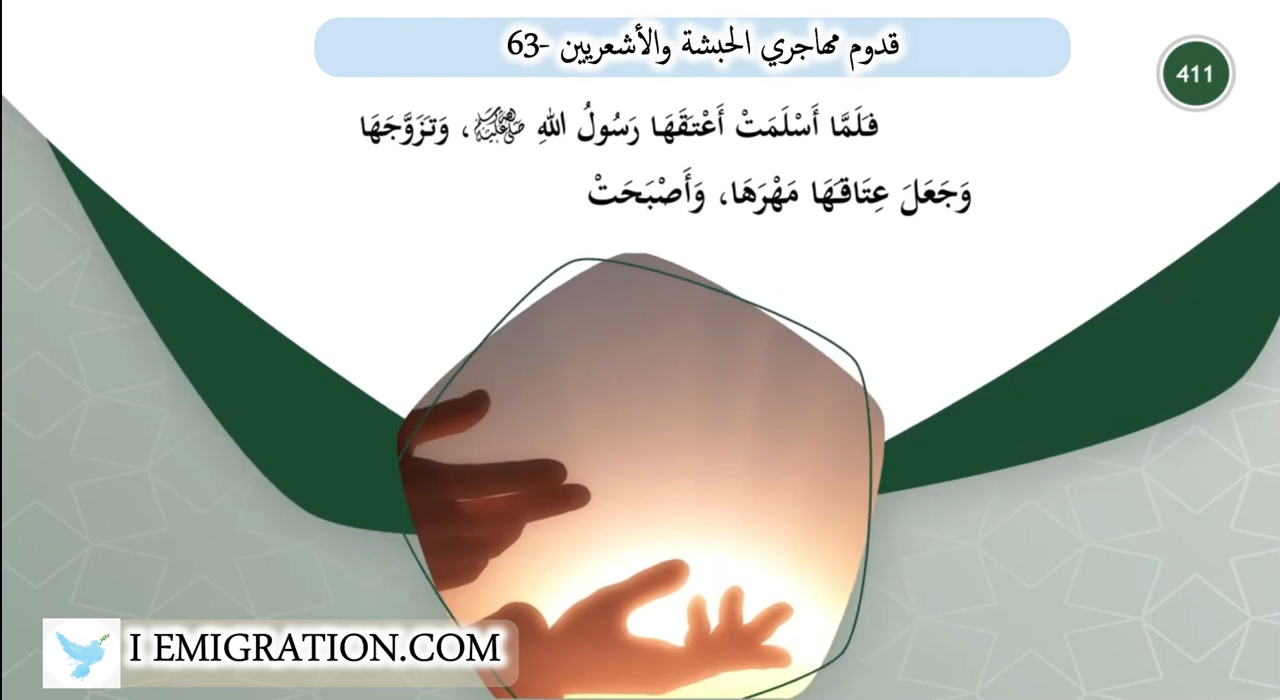 قدوم مهاجري الحبشة والأشعريين -63
411
فَلَمَّا أَسْلَمَتْ أَعْتَقَهَا رَسُولُ اللهِ ﷺ، وَتَزَوَّجَهَا
وَجَعَلَ عِتَاقَهَا مَهْرَهَا، وَأَصْبَحَتْ
I EMIGRATION.COM